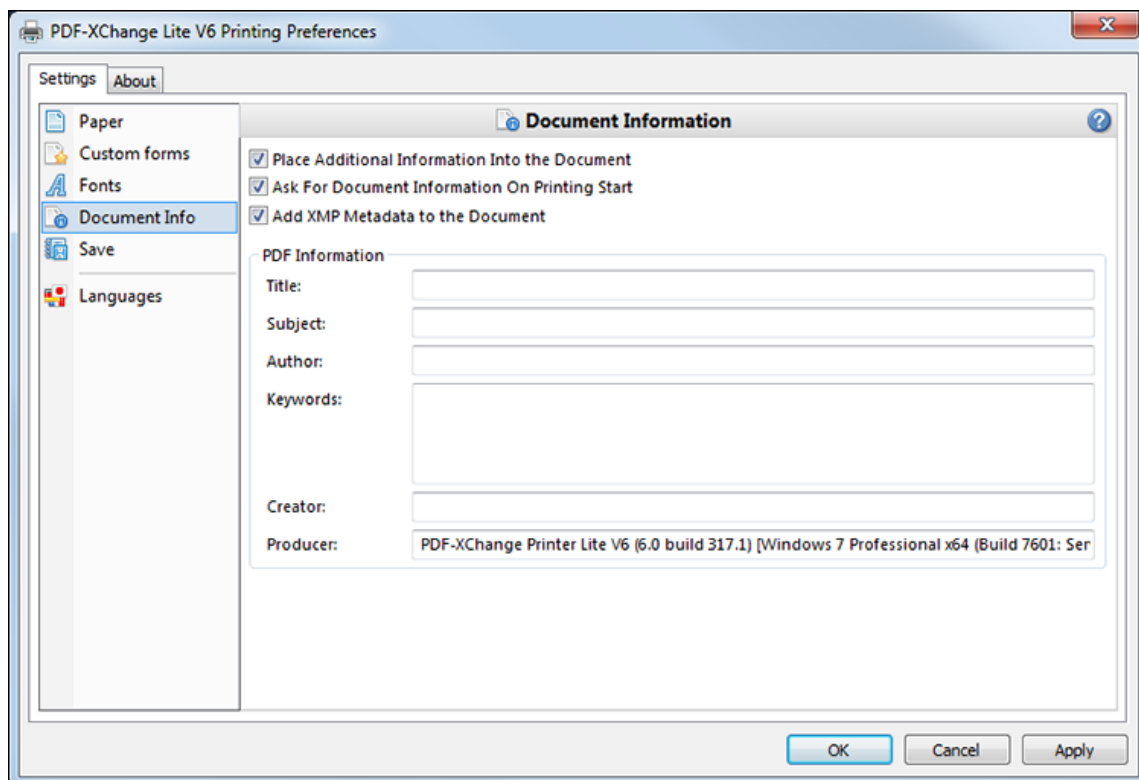 PDF-XChange Lite V6 Printing Preferences
Settings About
Paper
Custom forms
Fonts
Document Info
Save
Languages
Document Information
Place Additional Information Into the Document
Ask For Document Information On Printing Start
Add XMP Metadata to the Document
PDF Information
Title:
Subject:
Author:
Keywords:
Creator:
Producer: PDF-XChange Printer Lite V6 (6.0 build 317.1) [Windows 7 Professional x64 (Build 7601: Ser
OK Cancel Apply